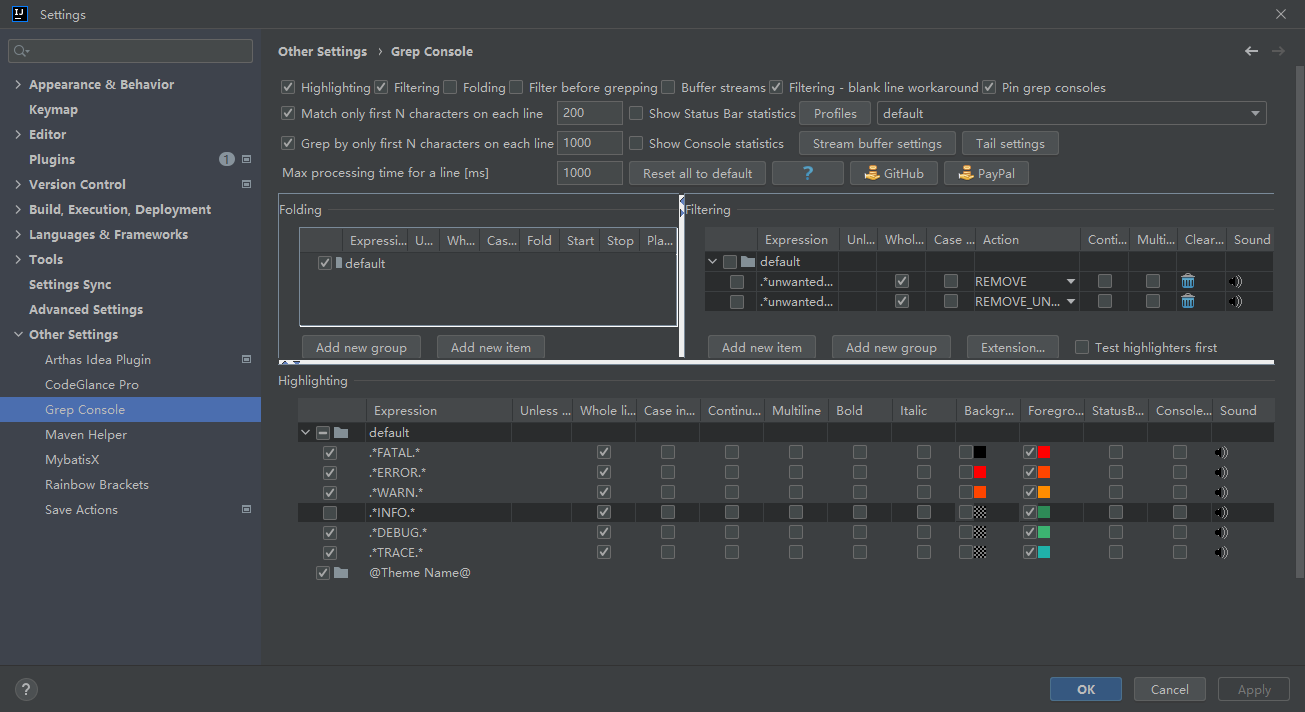 Settings
Other Settings › Grep Console
Appearance & Behavior
Keymap
Editor
Plugins 1
Version Control
Build, Execution, Deployment
Languages & Frameworks
Tools
Settings Sync
Advanced Settings
Other Settings
Arthas Idea Plugin
CodeGlance Pro
Grep Console
Maven Helper
MybatisX
Rainbow Brackets
Save Actions
Highlighting Filtering Folding Filter before grepping Buffer streams Filtering - blank line workaround Pin grep consoles
Match only first N characters on each line 200 Show Status Bar statistics Profiles default
Grep by only first N characters on each line 1000 Show Console statistics Stream buffer settings Tail settings
Max processing time for a line [ms] 1000 Reset all to default ? GitHub PayPal
Folding
Expressi... U... Wh... Cas... Fold Start Stop Pla...
default
Add new group Add new item
Filtering
Expression Unl... Whol... Case ... Action Conti... Multi... Clear... Sound
default
.*unwanted... REMOVE
.*unwanted... REMOVE_UN...
Add new item Add new group Extension... Test highlighters first
Highlighting
Expression Unless ... Whole li... Case in... Continu... Multiline Bold Italic Backgr... Foregro... StatusB... Console... Sound
default
.*FATAL.*
.*ERROR.*
.*WARN.*
.*INFO.*
.*DEBUG.*
.*TRACE.*
@Theme Name@
? OK Cancel Apply